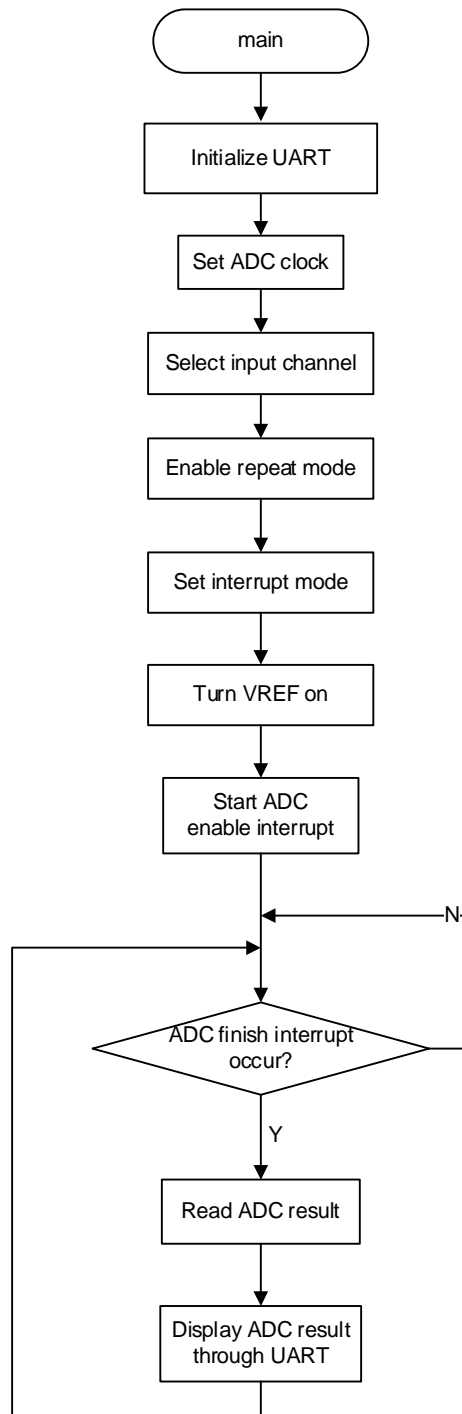 main
Initialize UART
Set ADC clock
Select input channel
Enable repeat mode
Set interrupt mode
Turn VREF on
Start ADC
enable interrupt
N
ADC finish interrupt
occur?
Y
Read ADC result
Display ADC result
through UART